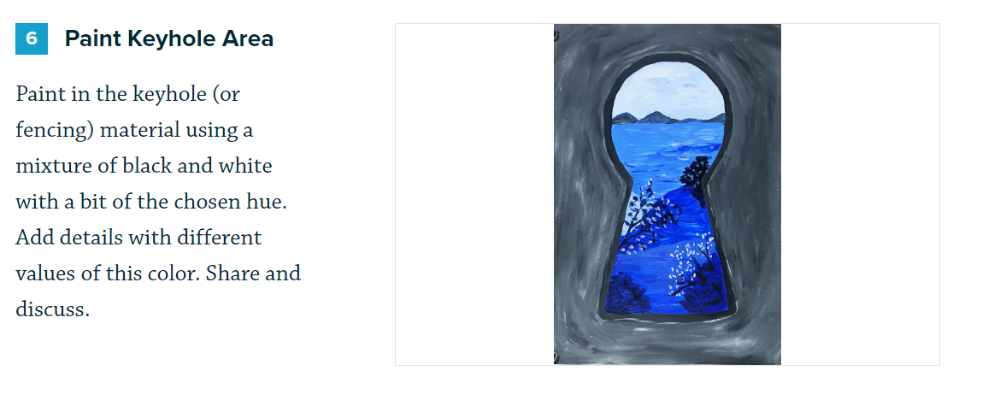 6 Paint Keyhole Area
Paint in the keyhole (or
fencing) material using a
mixture of black and white
with a bit of the chosen hue.
Add details with different
values of this color. Share and
discuss.